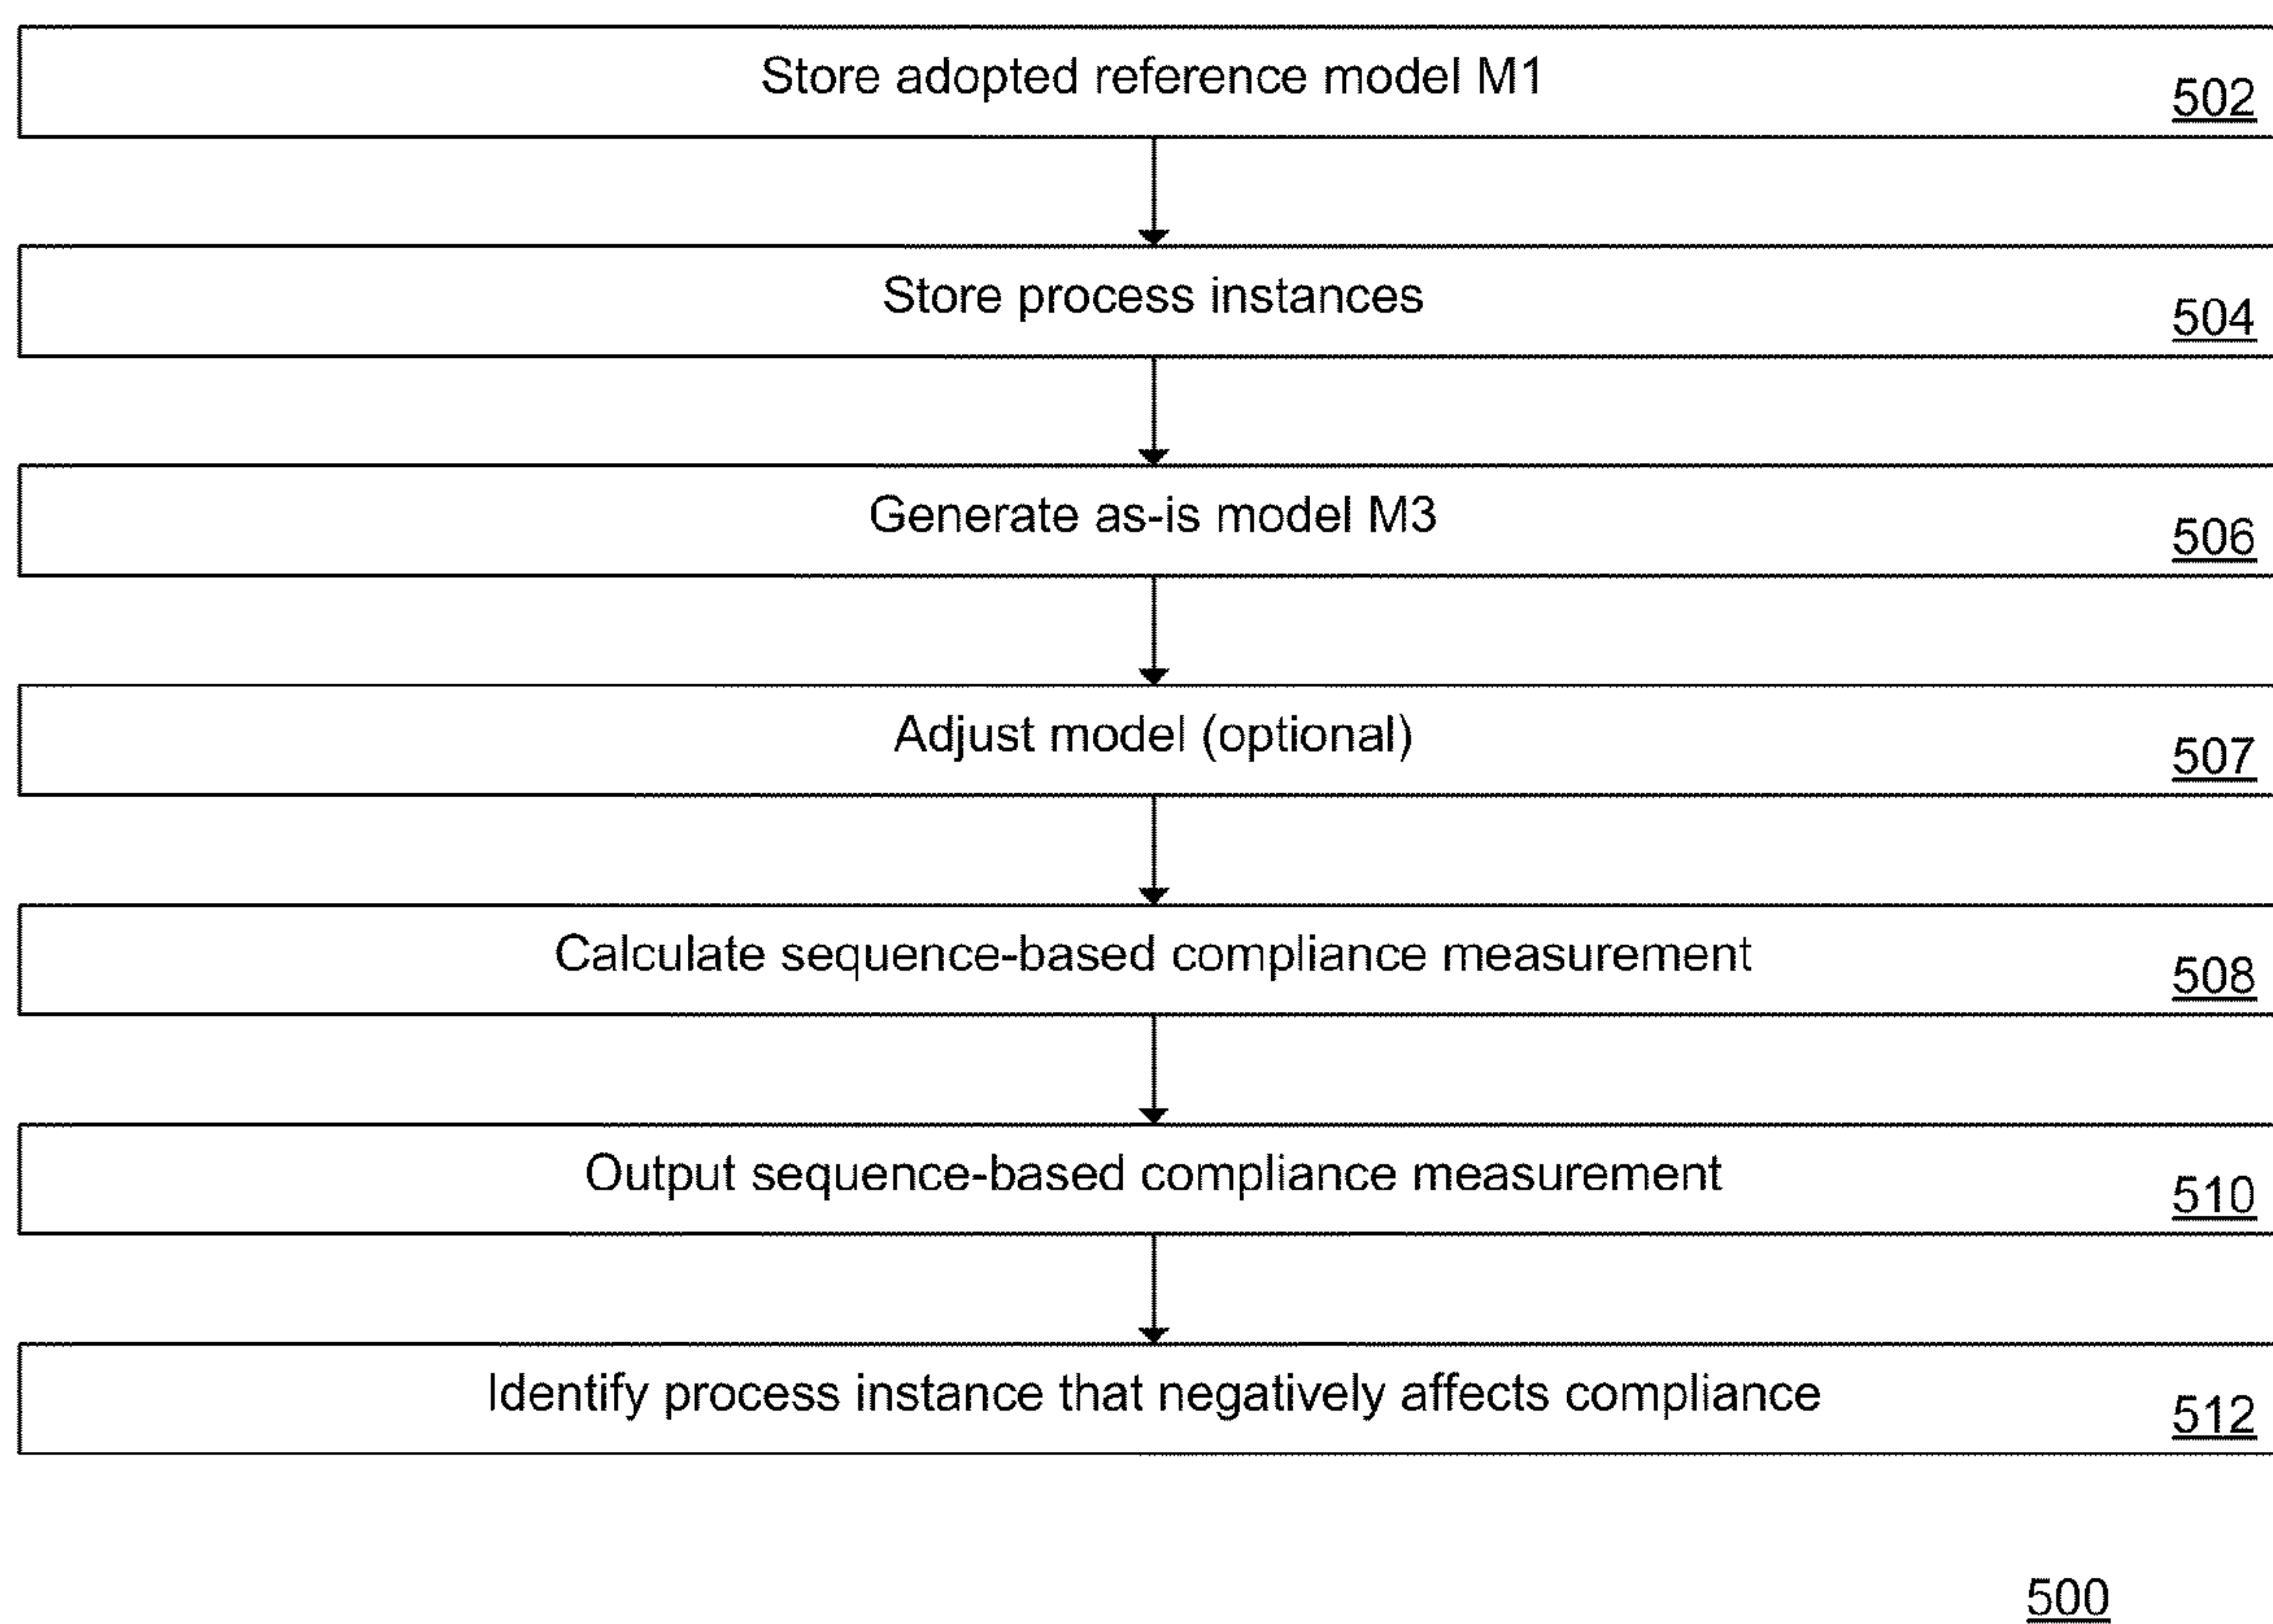 Store adopted reference model M1
502
Store process instances
504
Generate as-is model M3
506
Adjust model (optional)
507
Calculate sequence-based compliance measurement
508
Output sequence-based compliance measurement
510
Identify process instance that negatively affects compliance
512
500